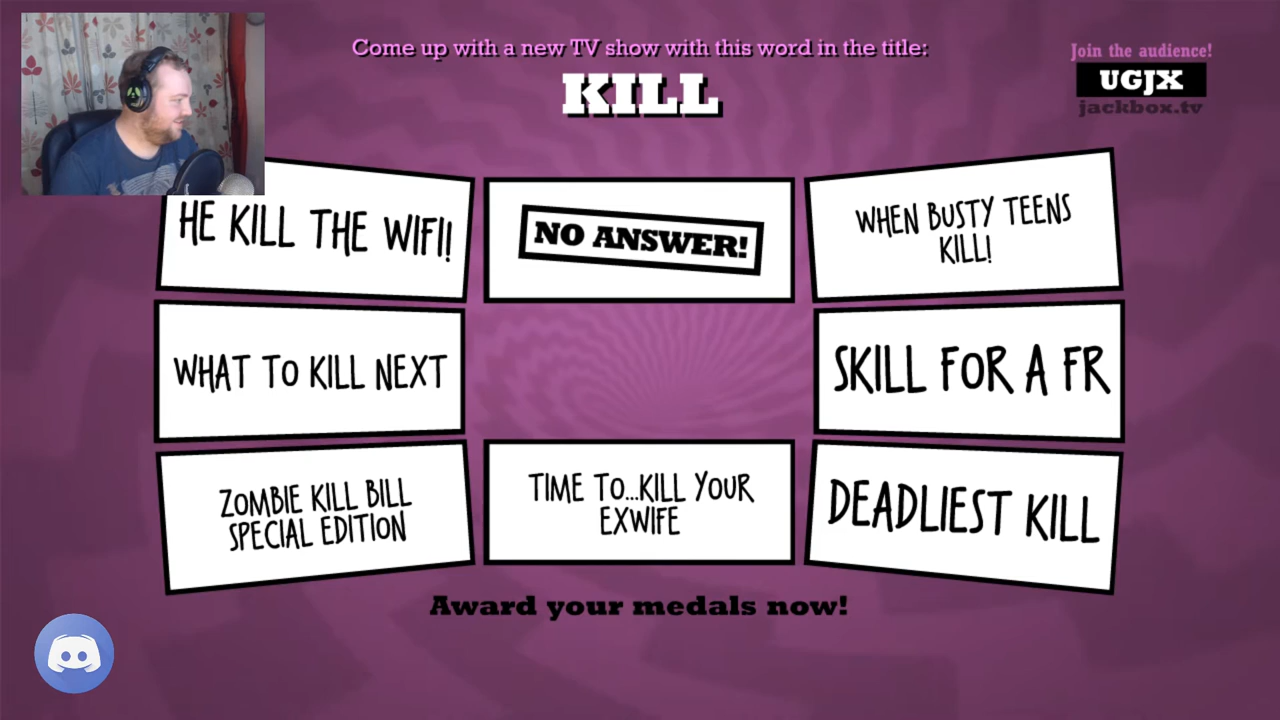 Come up with a new TV show with this word in the title:
KILL
Join the audience!
UGJX
jackbox.tv
HE KILL THE WIFI!
NO ANSWER!
WHEN BUSTY TEENS
KILL!
WHAT TO KILL NEXT
SKILL FOR A FR
ZOMBIE KILL BILL
SPECIAL EDITION
TIME TO...KILL YOUR
EXWIFE
DEADLIEST KILL
Award your medals now!